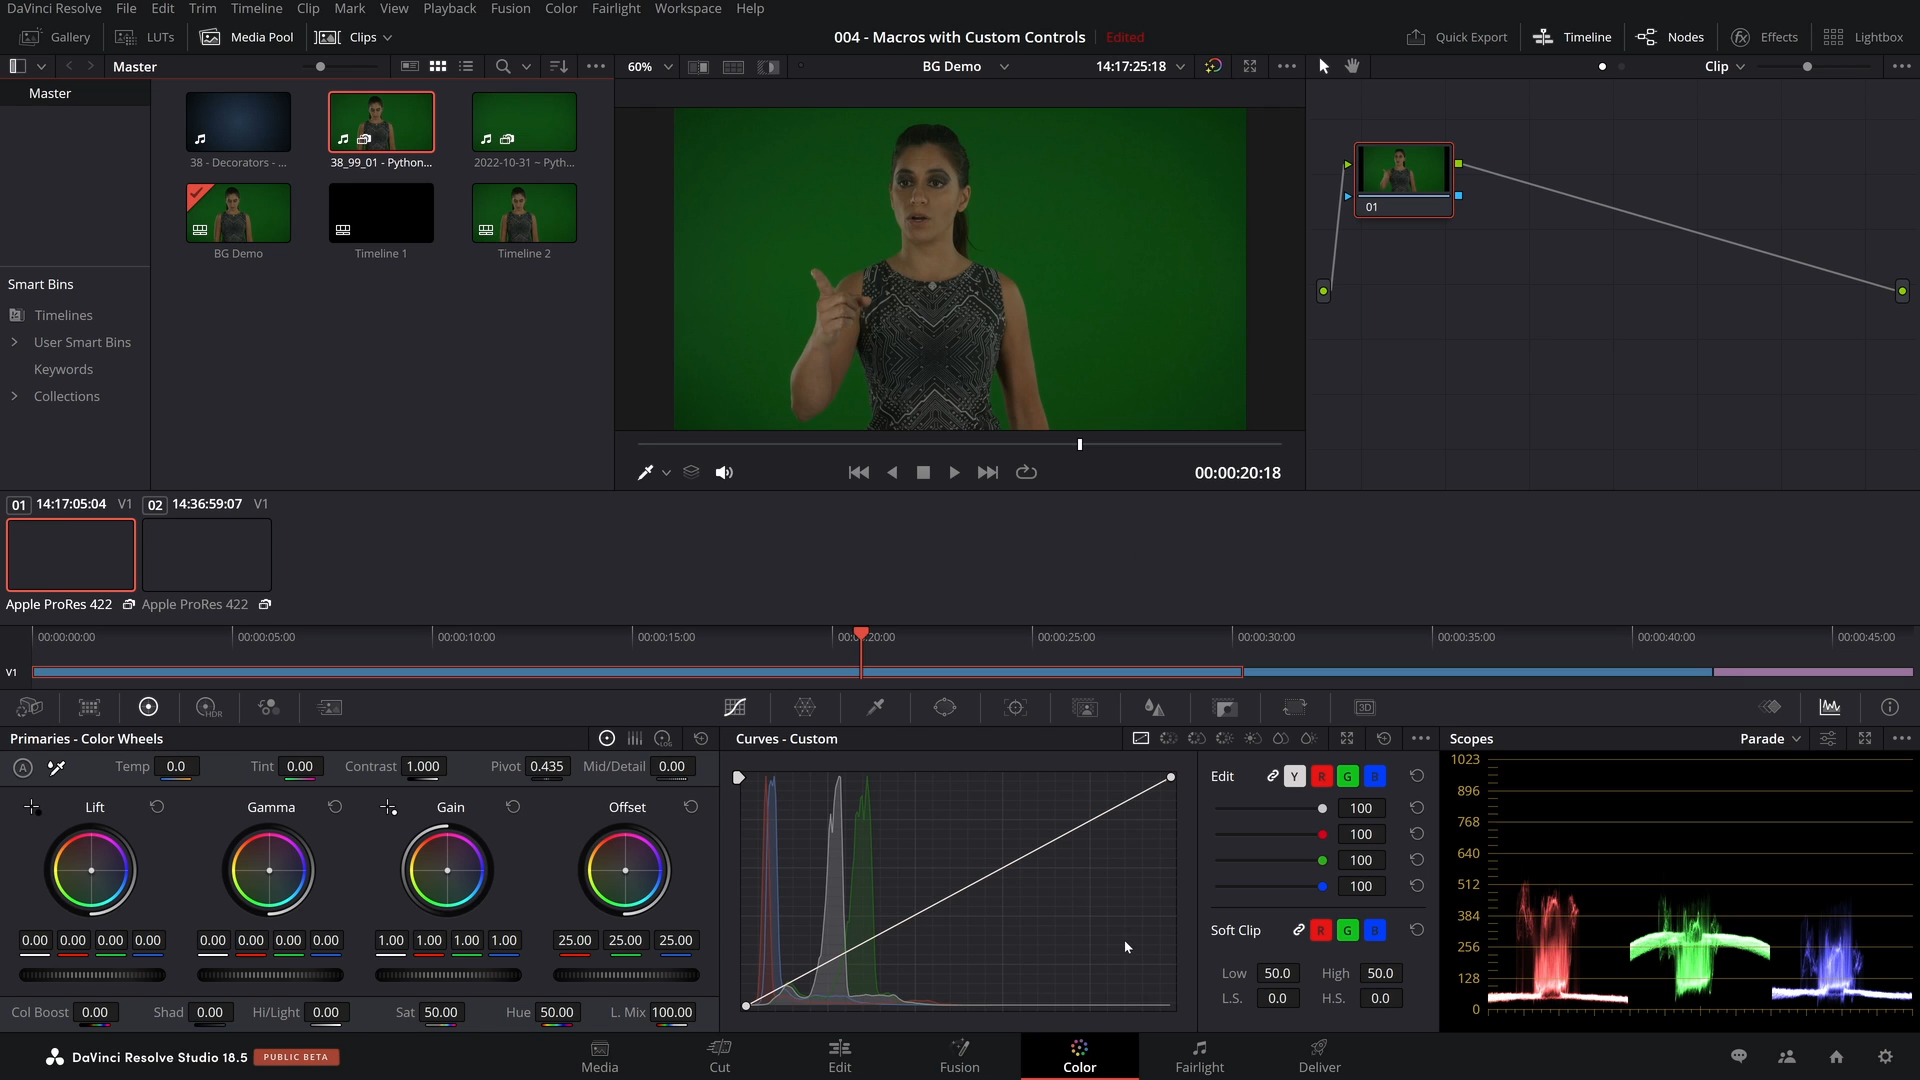 DaVinci Resolve File Edit Trim Timeline Clip Mark View Playback Fusion Color Fairlight Workspace Help
Gallery LUTs Media Pool Clips 004 - Macros with Custom Controls Edited Quick Export Timeline Nodes Effects Lightbox
Master 60% BG Demo 14:17:25:18 Clip
Master
38 - Decorators - ... 38_99_01 - Python... 2022-10-31 ~ Pyth...
01
BG Demo Timeline 1 Timeline 2
Smart Bins
Timelines
User Smart Bins
Keywords
Collections
00:00:20:18
01 14:17:05:04 V1 02 14:36:59:07 V1
Apple ProRes 422 Apple ProRes 422
00:00:00:00 00:00:05:00 00:00:10:00 00:00:15:00 00:00:20:00 00:00:25:00 00:00:30:00 00:00:35:00 00:00:40:00 00:00:45:00
V1
HDR 3D
Primaries - Color Wheels LOG Curves - Custom Scopes Parade
A Temp 0.0 Tint 0.00 Contrast 1.000 Pivot 0.435 Mid/Detail 0.00
Lift Gamma Gain Offset
0.00 0.00 0.00 0.00 0.00 0.00 0.00 0.00 1.00 1.00 1.00 1.00 25.00 25.00 25.00
Col Boost 0.00 Shad 0.00 Hi/Light 0.00 Sat 50.00 Hue 50.00 L. Mix 100.00
Edit Y R G B
100
100
100
100
Soft Clip R G B
Low 50.0 High 50.0
L.S. 0.0 H.S. 0.0
1023
896
768
640
512
384
256
128
0
DaVinci Resolve Studio 18.5 PUBLIC BETA
Media Cut Edit Fusion Color Fairlight Deliver